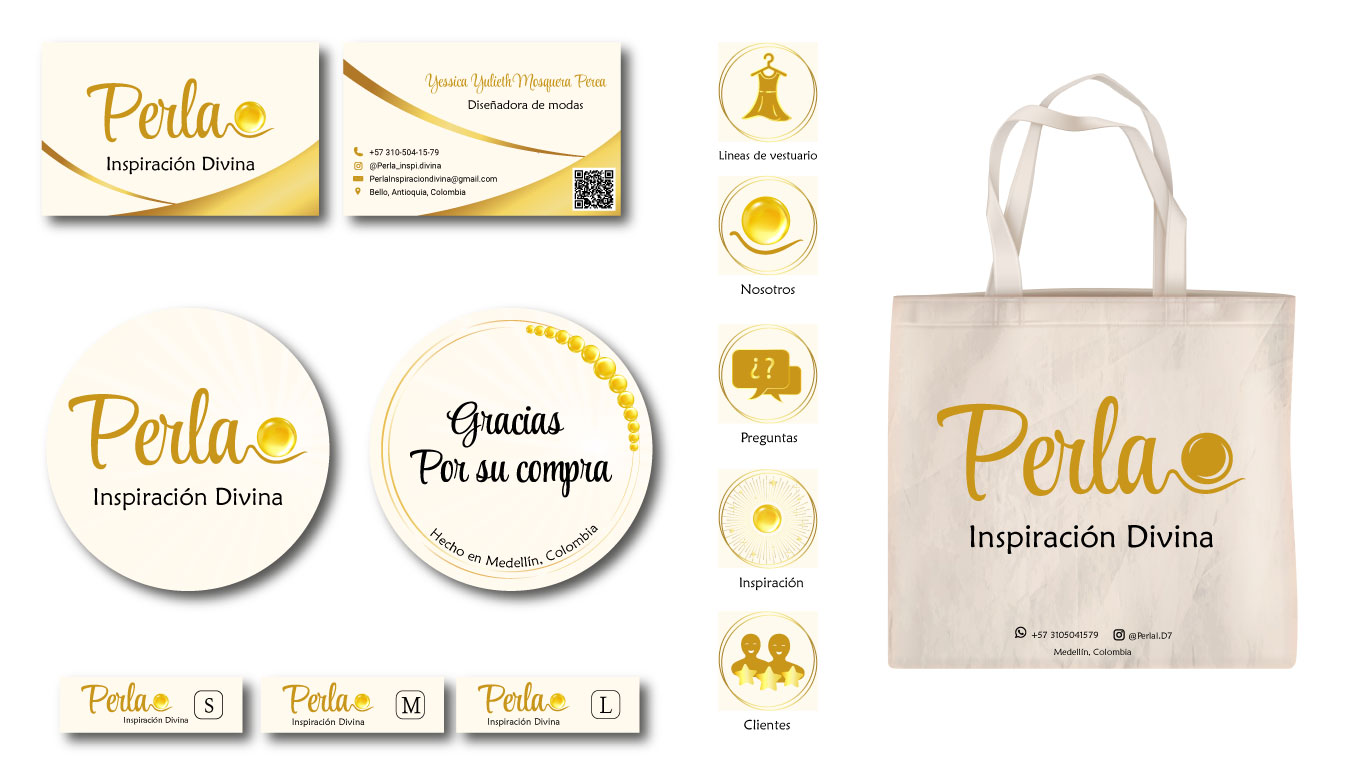 Perla
Inspiración Divina
Yessica Yulieth Mosquera Perea
Diseñadora de modas
+57 310-504-15-79
@Perla_inspi.divina
PerlaInspiraciondivina@gmail.com
Bello, Antioquia, Colombia
Perla
Inspiración Divina
Gracias
Por su compra
Hecho en Medellín, Colombia
Perla
Inspiración Divina
S
Perla
Inspiración Divina
M
Perla
Inspiración Divina
L
Lineas de vestuario
Nosotros
¿?
Preguntas
Inspiración
Clientes
Perla
Inspiración Divina
+57 3105041579 @PerlaI.D7
Medellín, Colombia